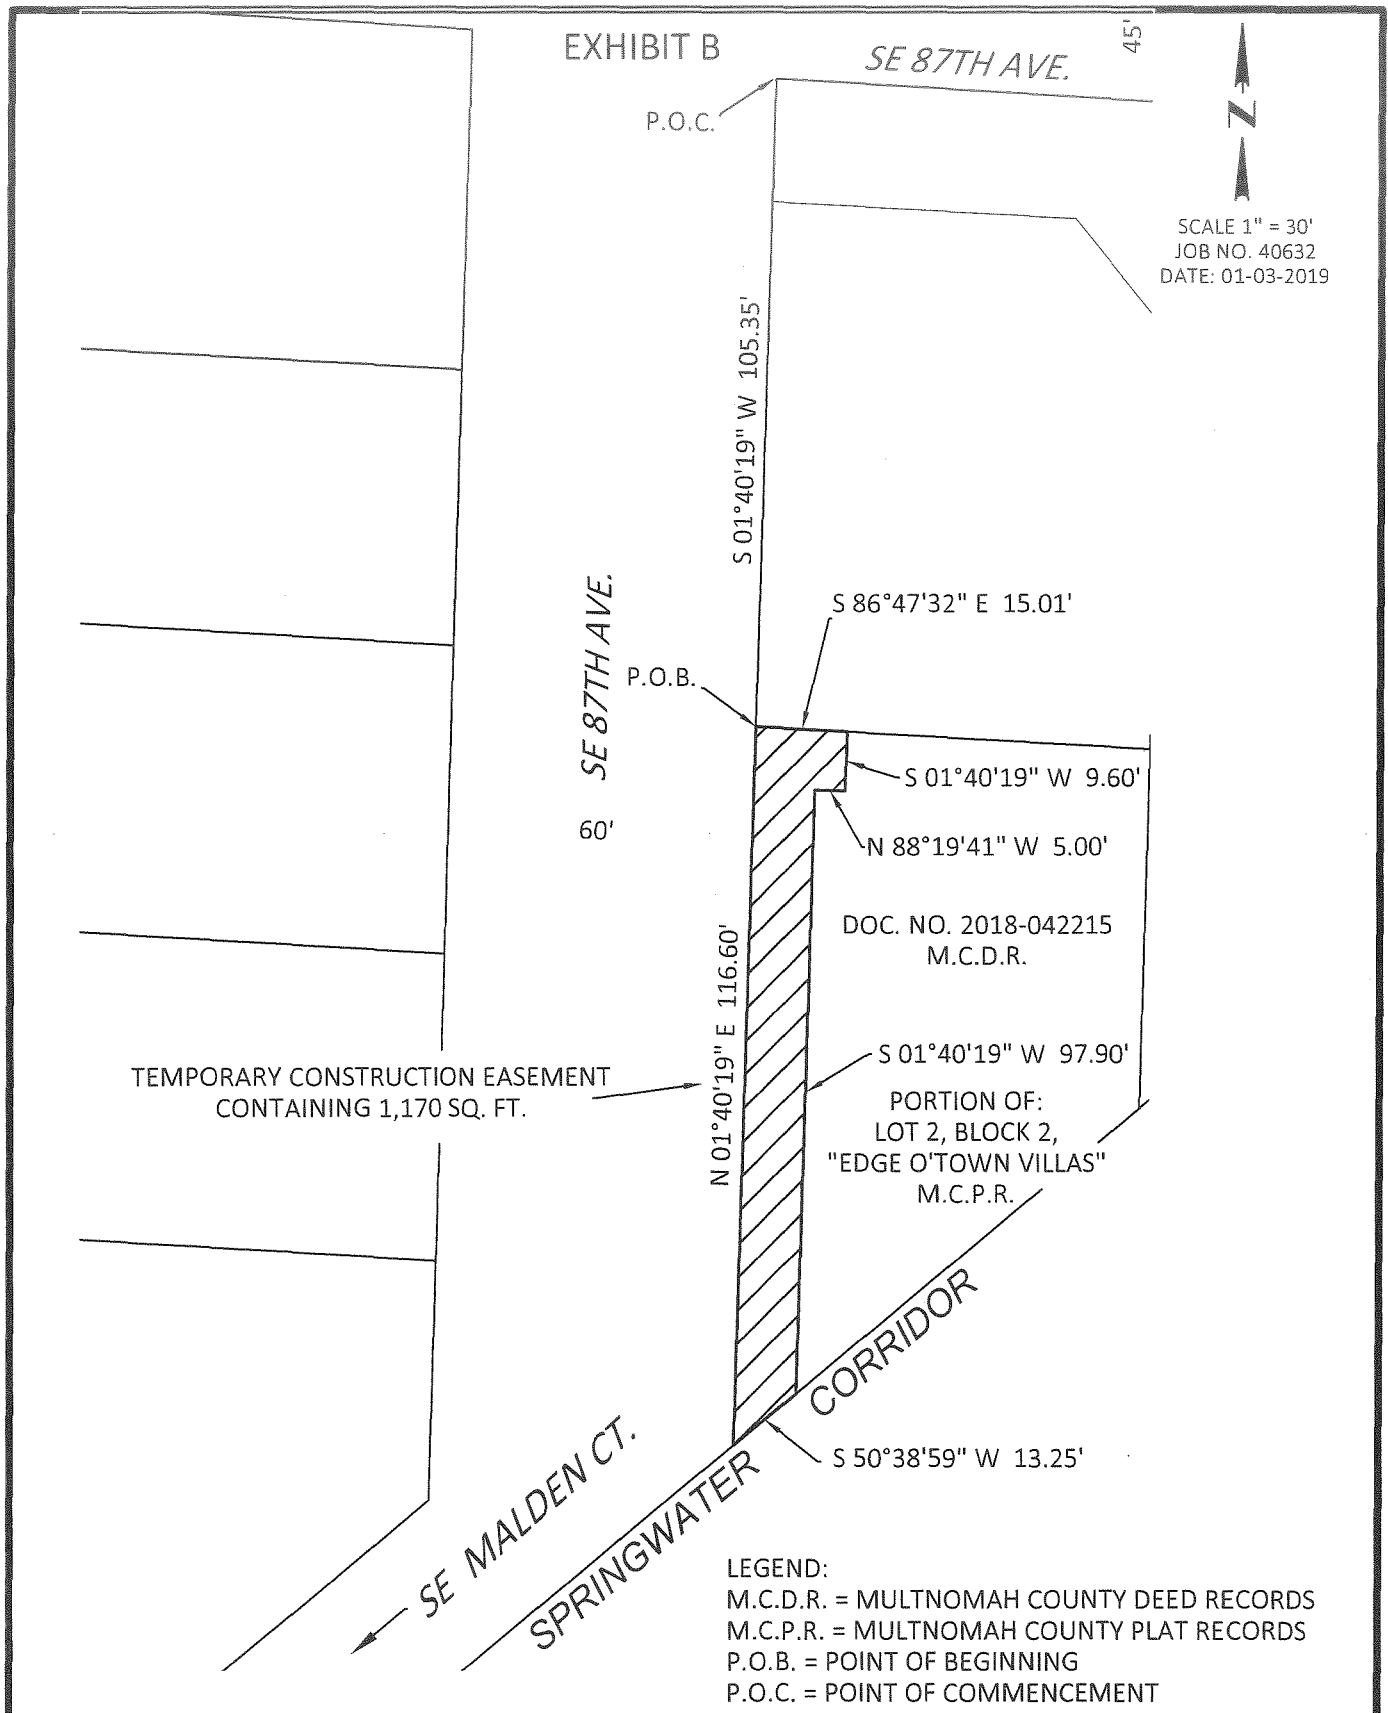 EXHIBIT B
SE 87TH AVE.
45'
P.O.C.
N
SCALE 1" = 30'
JOB NO. 40632
DATE: 01-03-2019
S 01°40'19" W 105.35'
S 86°47'32" E 15.01'
SE 87TH AVE.
P.O.B.
S 01°40'19" W 9.60'
60'
N 88°19'41" W 5.00'
DOC. NO. 2018-042215
M.C.D.R.
N 01°40'19" E 116.60'
S 01°40'19" W 97.90'
TEMPORARY CONSTRUCTION EASEMENT
CONTAINING 1,170 SQ. FT.
PORTION OF:
LOT 2, BLOCK 2,
"EDGE O'TOWN VILLAS"
M.C.P.R.
SPRINGWATER CORRIDOR
S 50°38'59" W 13.25'
SE MALDEN CT.
LEGEND:
M.C.D.R. = MULTNOMAH COUNTY DEED RECORDS
M.C.P.R. = MULTNOMAH COUNTY PLAT RECORDS
P.O.B. = POINT OF BEGINNING
P.O.C. = POINT OF COMMENCEMENT